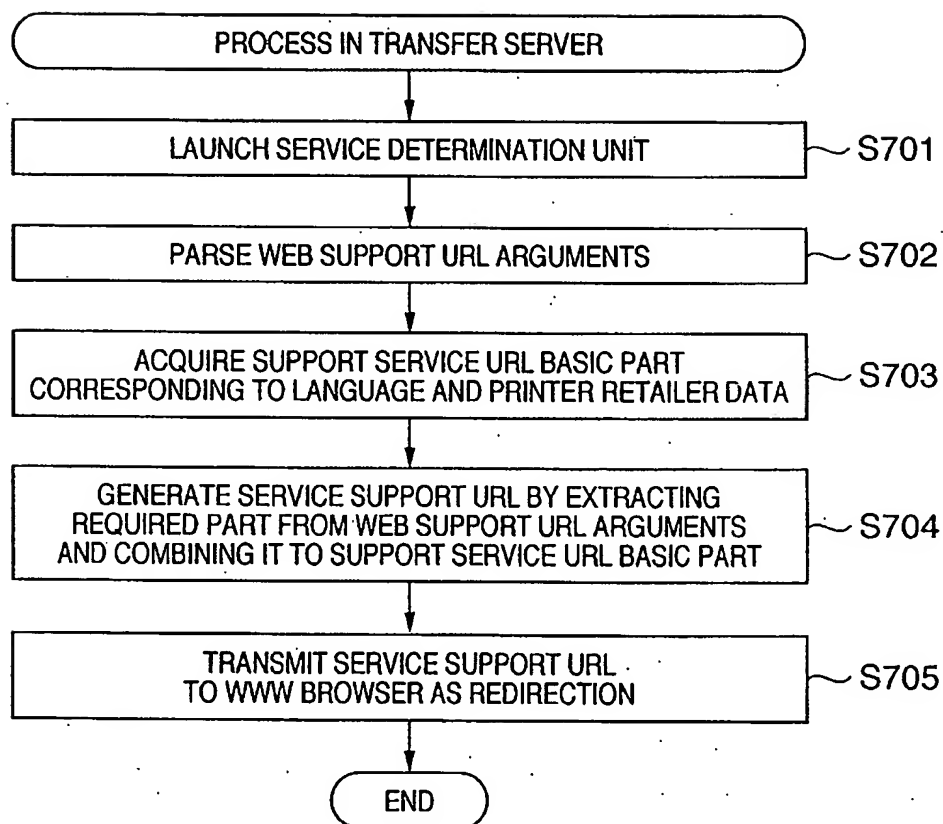 PROCESS IN TRANSFER SERVER
LAUNCH SERVICE DETERMINATION UNIT
S701
PARSE WEB SUPPORT URL ARGUMENTS
S702
ACQUIRE SUPPORT SERVICE URL BASIC PART
CORRESPONDING TO LANGUAGE AND PRINTER RETAILER DATA
S703
GENERATE SERVICE SUPPORT URL BY EXTRACTING
REQUIRED PART FROM WEB SUPPORT URL ARGUMENTS
AND COMBINING IT TO SUPPORT SERVICE URL BASIC PART
S704
TRANSMIT SERVICE SUPPORT URL
TO WWW BROWSER AS REDIRECTION
S705
END